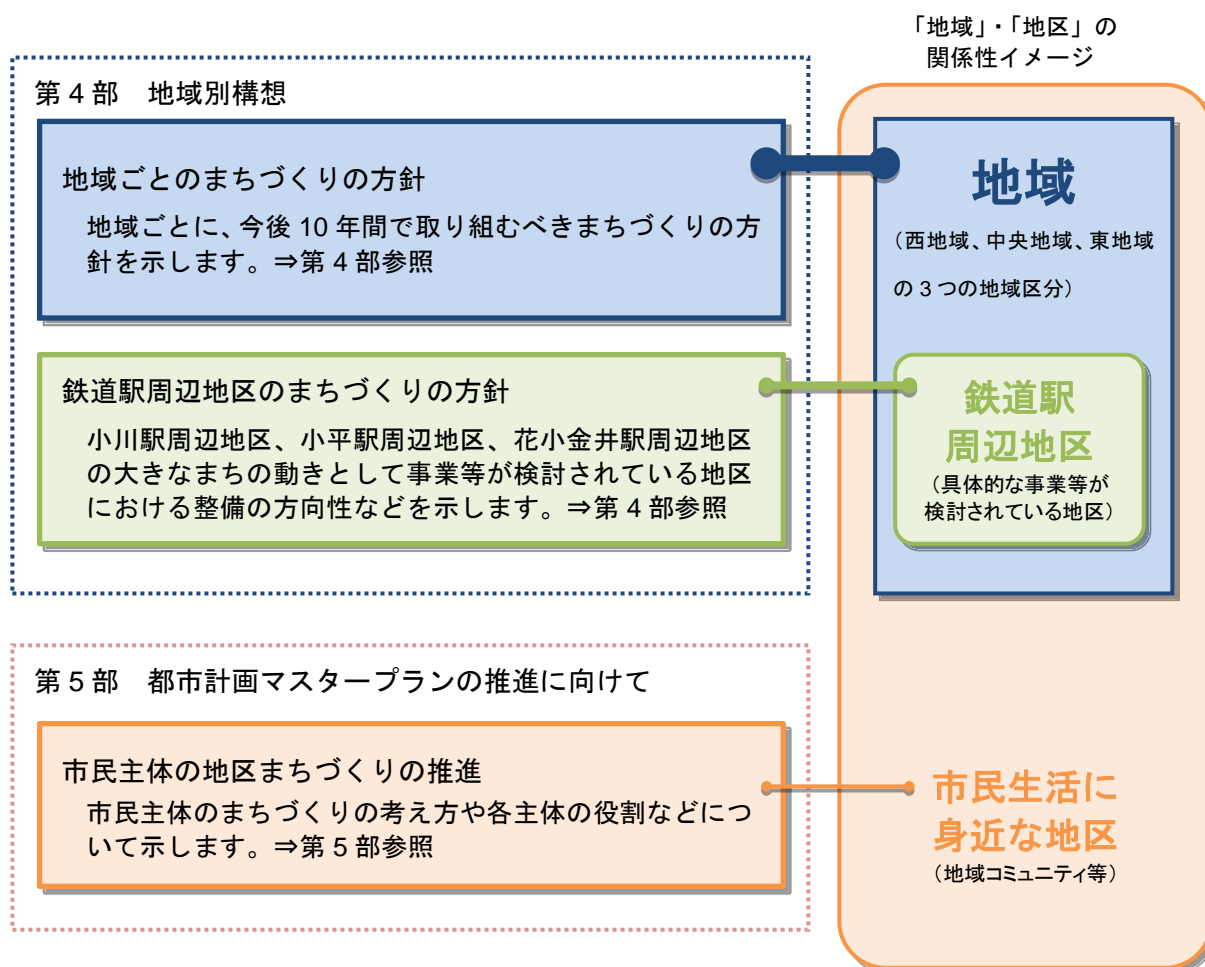 「地域」・「地区」の
関係性イメージ
第4部　地域別構想
地域ごとのまちづくりの方針
地域ごとに、今後 10 年間で取り組むべきまちづくりの方
針を示します。⇒第4部参照
地域
（西地域、中央地域、東地域
の3つの地域区分）
鉄道駅周辺地区のまちづくりの方針
小川駅周辺地区、小平駅周辺地区、花小金井駅周辺地区
の大きなまちの動きとして事業等が検討されている地区
における整備の方向性などを示します。⇒第4部参照
鉄道駅
周辺地区
（具体的な事業等が
検討されている地区）
第5部　都市計画マスタープランの推進に向けて
市民主体の地区まちづくりの推進
市民主体のまちづくりの考え方や各主体の役割などにつ
いて示します。⇒第5部参照
市民生活に
身近な地区
（地域コミュニティ等）